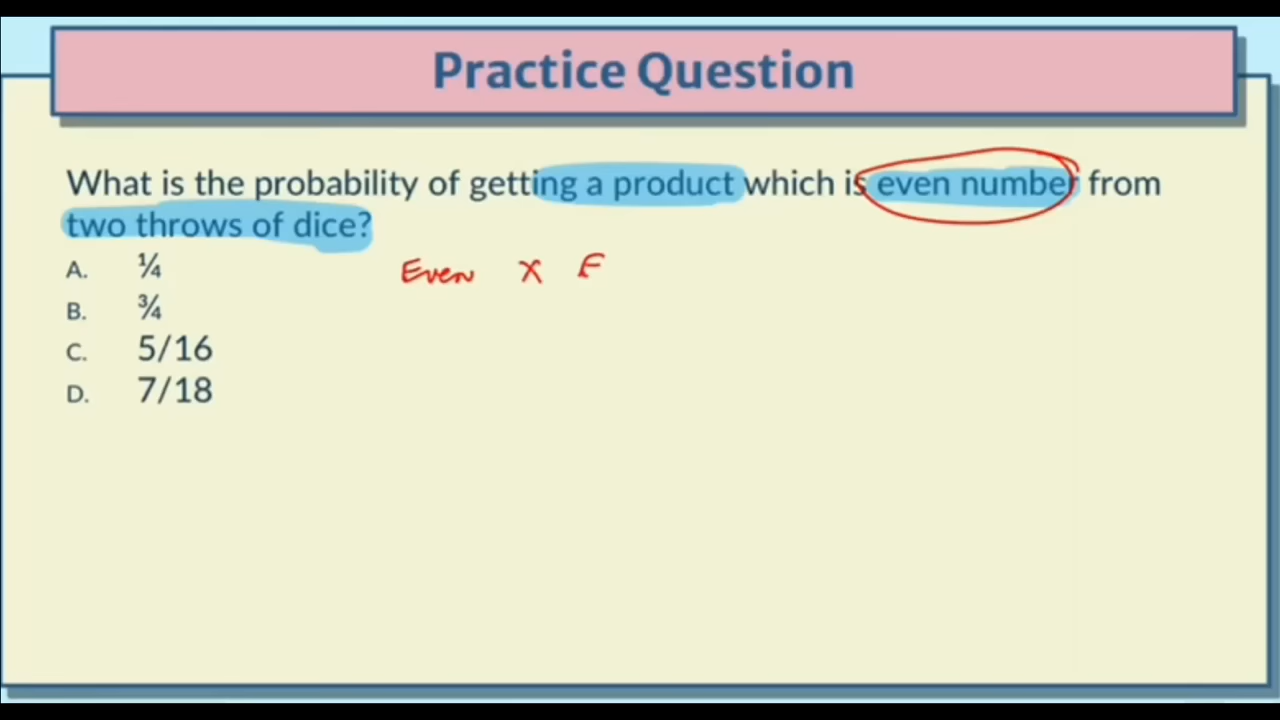 Practice Question
What is the probability of getting a product which is even number from
two throws of dice?
A. ¼
B. ¾
C. 5/16
D. 7/18
Even x E